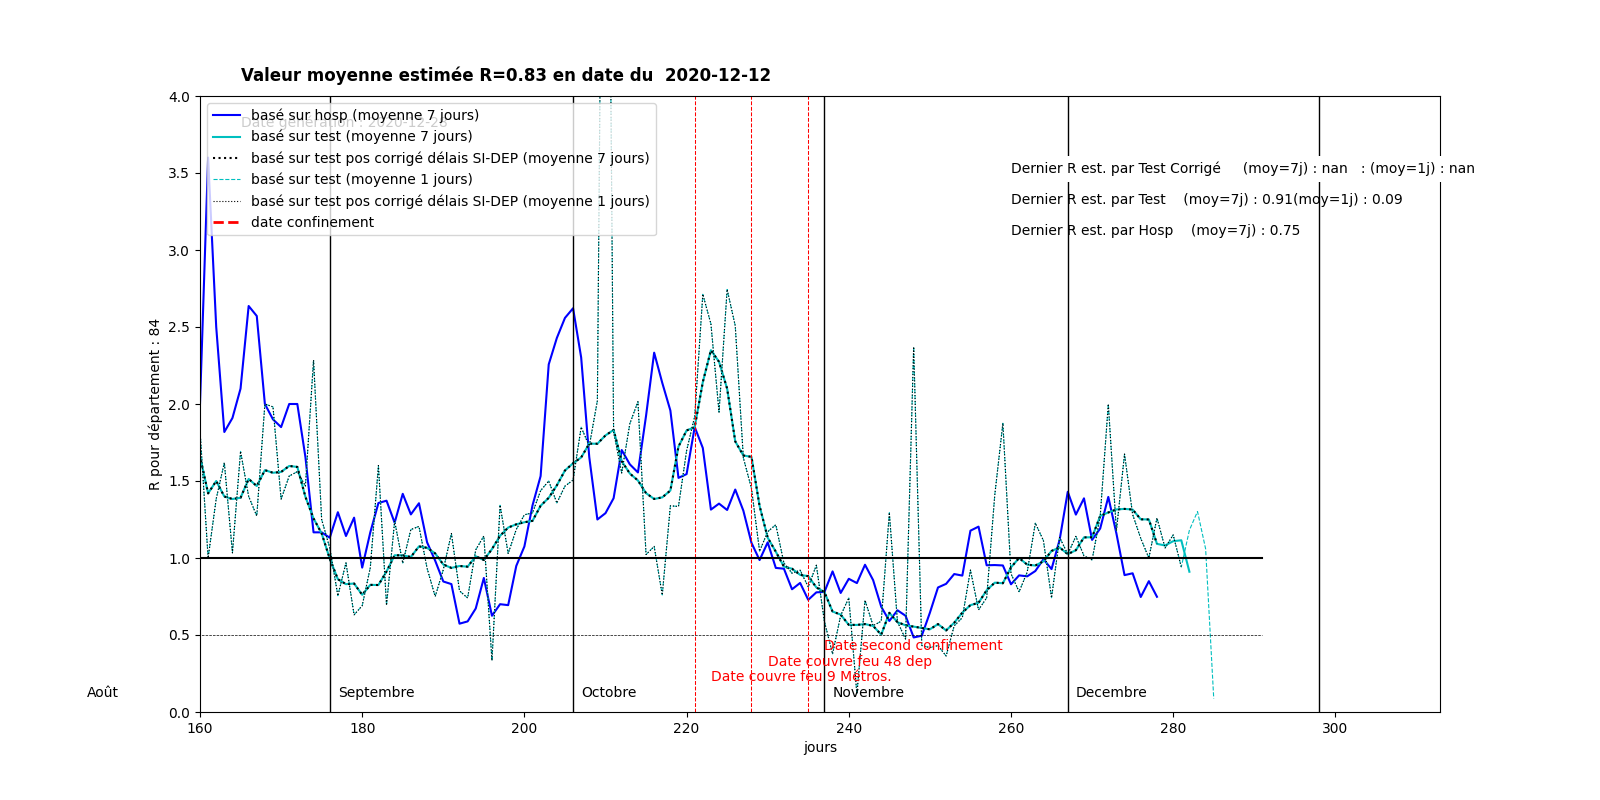 Valeur moyenne estimée R=0.83 en date du  2020-12-12
Date génération : 2020-12-28
basé sur hosp (moyenne 7 jours)
basé sur test (moyenne 7 jours)
basé sur test pos corrigé délais SI-DEP (moyenne 7 jours)
basé sur test (moyenne 1 jours)
basé sur test pos corrigé délais SI-DEP (moyenne 1 jours)
date confinement
Dernier R est. par Test Corrigé     (moy=7j) : nan   : (moy=1j) : nan
Dernier R est. par Test    (moy=7j) : 0.91(moy=1j) : 0.09
Dernier R est. par Hosp    (moy=7j) : 0.75
R pour département : 84
4.0
3.5
3.0
2.5
2.0
1.5
1.0
0.5
0.0
Date second confinement
Date couvre feu 48 dep
Date couvre feu 9 Métros.
Août Septembre Octobre Novembre Decembre
160 180 200 220 240 260 280 300
jours